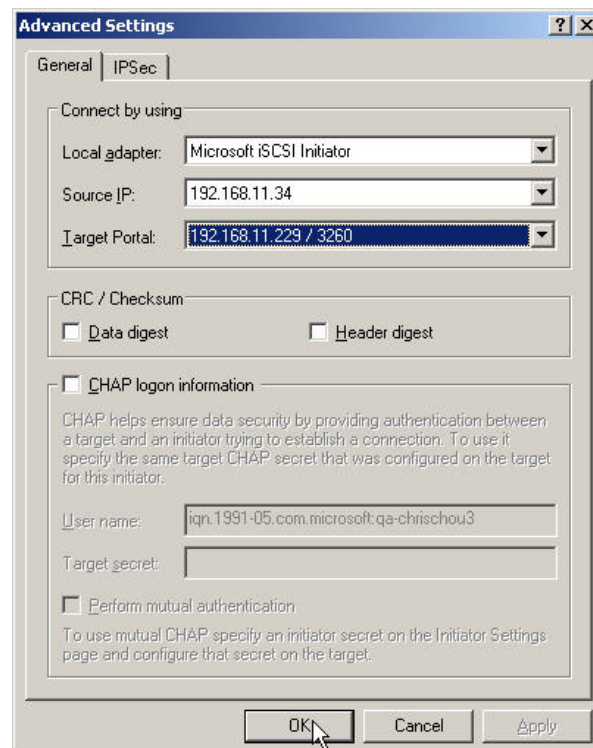 Advanced Settings
General
IPSec
Connect by using
Local adapter:
Microsoft iSCSI Initiator
Source IP:
192.168.11.34
Target Portal:
192.168.11.229 / 3260
CRC / Checksum
Data digest
Header digest
CHAP logon information
CHAP helps ensure data security by providing authentication between
a target and an initiator trying to establish a connection. To use it
specify the same target CHAP secret that was configured on the target
for this initiator.
User name:
iqn.1991-05.com.microsoft:qa-chrischou3
Target secret:
Perform mutual authentication
To use mutual CHAP specify an initiator secret on the Initiator Settings
page and configure that secret on the target.
OK
Cancel
Apply